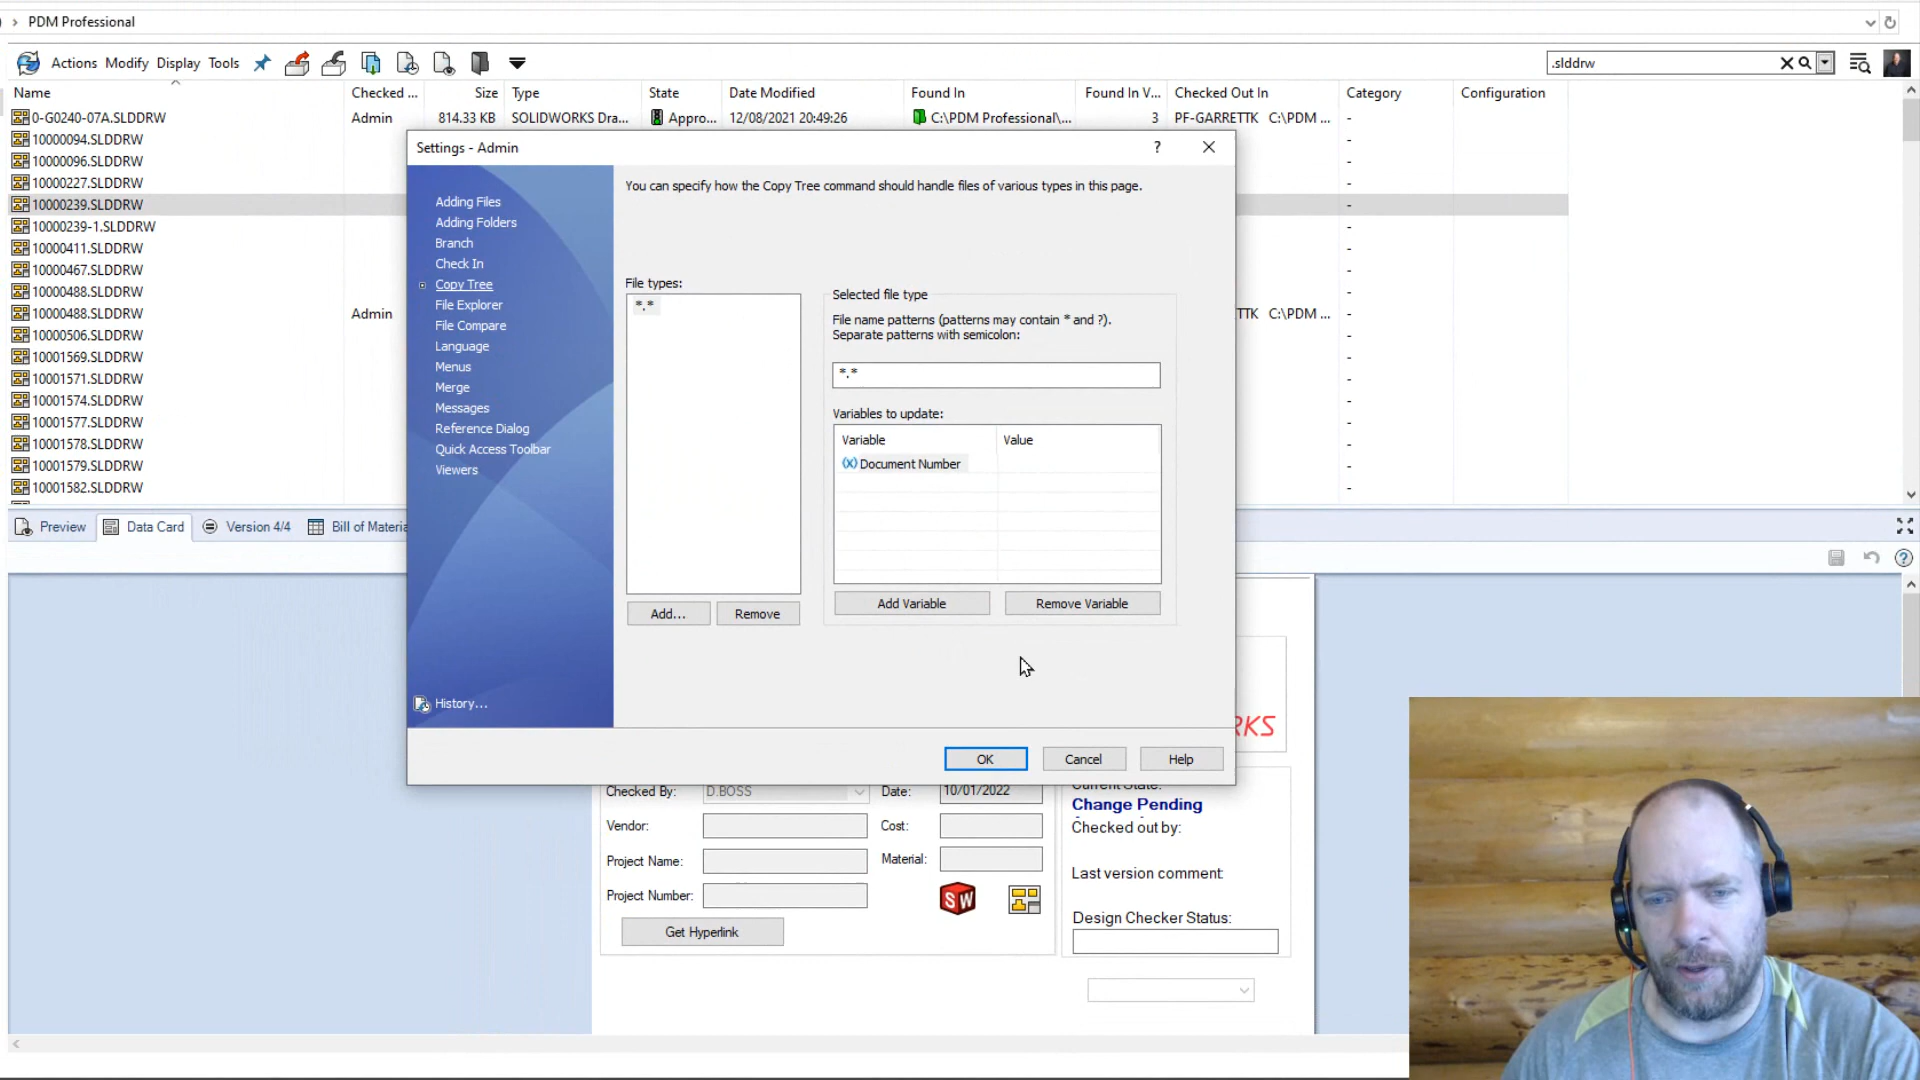 PDM Professional
Actions Modify Display Tools
.slddrw
Name Checked ... Size Type State Date Modified Found In Found In V... Checked Out In Category Configuration
0-G0240-07A.SLDDRW Admin 814.33 KB SOLIDWORKS Dra... Appro... 12/08/2021 20:49:26 C:\PDM Professional\... 3 PF-GARRETTK C:\PDM ... -
10000094.SLDDRW -
10000096.SLDDRW -
10000227.SLDDRW -
10000239.SLDDRW -
10000239-1.SLDDRW -
10000411.SLDDRW -
10000467.SLDDRW -
10000488.SLDDRW -
10000488.SLDDRW Admin TTK C:\PDM ... -
10000506.SLDDRW -
10001569.SLDDRW -
10001571.SLDDRW -
10001574.SLDDRW -
10001577.SLDDRW -
10001578.SLDDRW -
10001579.SLDDRW -
10001582.SLDDRW -
Settings - Admin
Adding Files
Adding Folders
Branch
Check In
Copy Tree
File Explorer
File Compare
Language
Menus
Merge
Messages
Reference Dialog
Quick Access Toolbar
Viewers
History...
You can specify how the Copy Tree command should handle files of various types in this page.
File types:
*.*
Add... Remove
Selected file type
File name patterns (patterns may contain * and ?).
Separate patterns with semicolon:
*.*
Variables to update:
Variable Value
(x) Document Number
Add Variable Remove Variable
OK Cancel Help
Preview Data Card Version 4/4 Bill of Materia
RKS
Checked By: D.BOSS Date: 10/01/2022
Vendor: Cost:
Project Name: Material:
Project Number:
Get Hyperlink
SW
Change Pending
Checked out by:
Last version comment:
Design Checker Status: